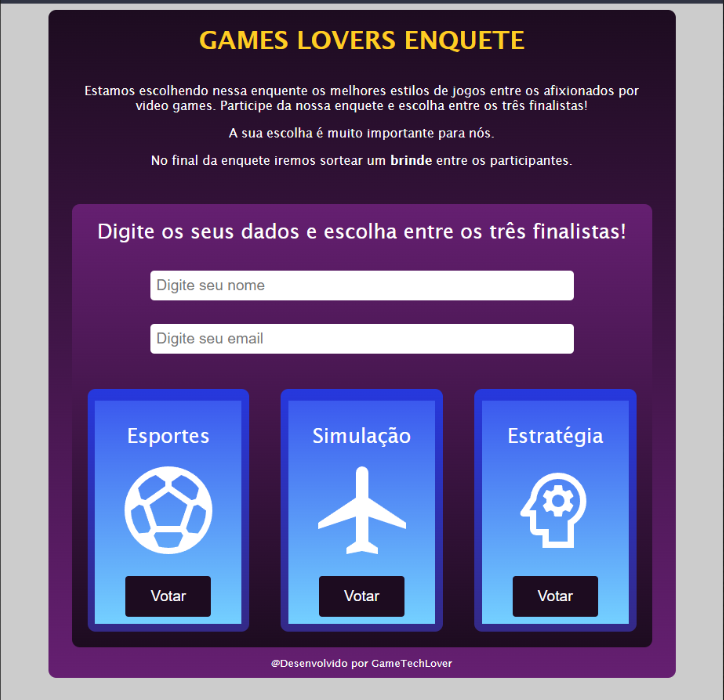 GAMES LOVERS ENQUETE
Estamos escolhendo nessa enquente os melhores estilos de jogos entre os afixionados por
video games. Participe da nossa enquete e escolha entre os três finalistas!
A sua escolha é muito importante para nós.
No final da enquete iremos sortear um brinde entre os participantes.
Digite os seus dados e escolha entre os três finalistas!
Digite seu nome
Digite seu email
Esportes
Simulação
Estratégia
Votar
Votar
Votar
@Desenvolvido por GameTechLover